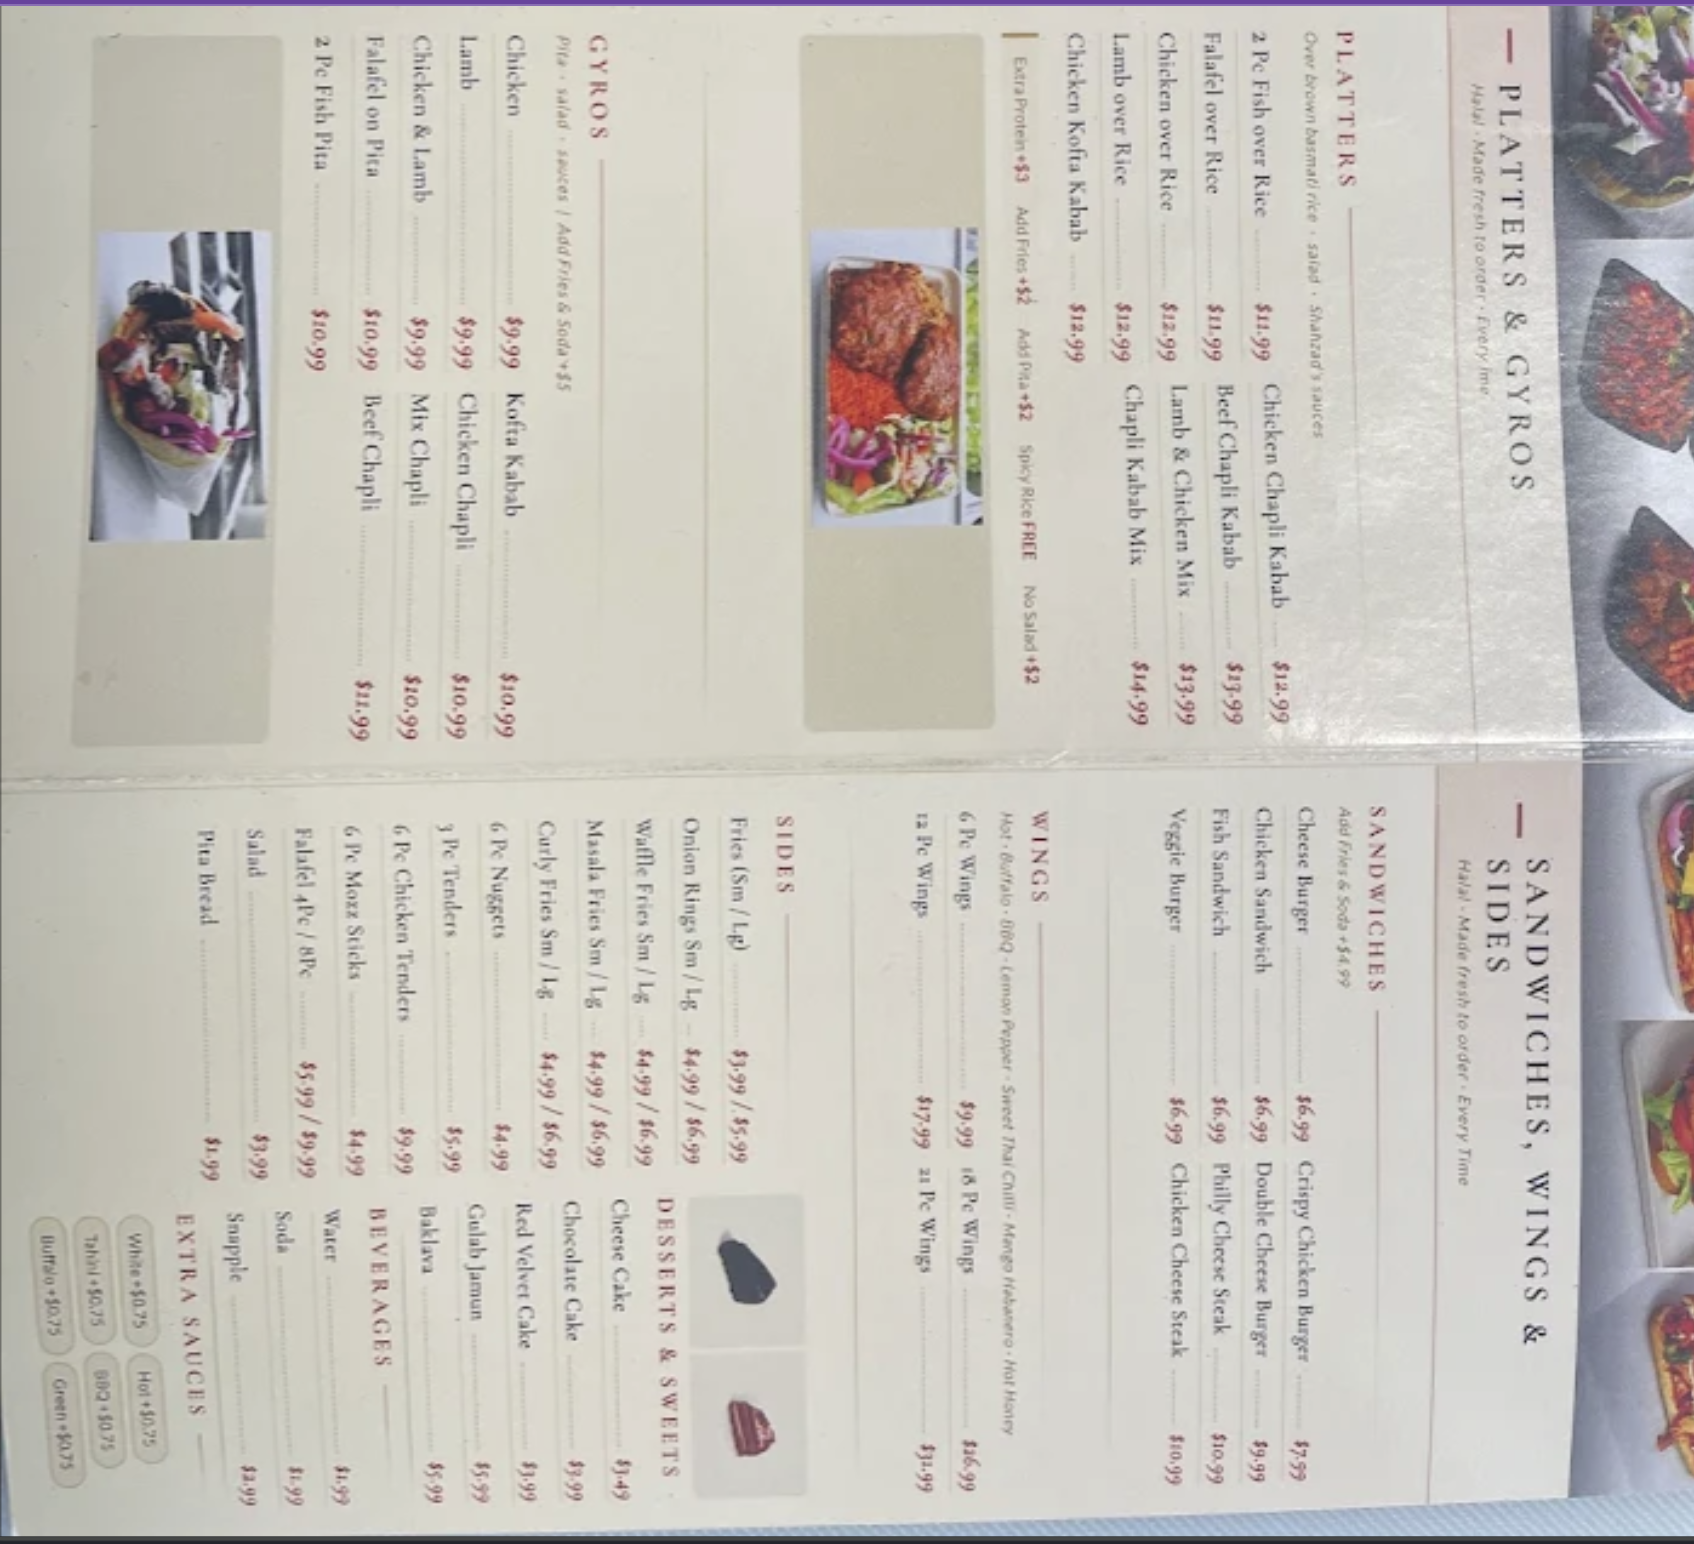 PLATTERS & GYROS
Halal · Made fresh to order · Every ime
PLATTERS
Over brown basmati rice · salad · Shahzad's sauces
2 Pc Fish over Rice $11.99
Falafel over Rice $11.99
Chicken over Rice $12.99
Lamb over Rice $12.99
Chicken Kofta Kabab $12.99
Chicken Chapli Kabab $12.99
Beef Chapli Kabab $13.99
Lamb & Chicken Mix $13.99
Chapli Kabab Mix $14.99
Extra Protein +$3 Add Fries +$2 Add Pita +$2 Spicy Rice FREE No Salad +$2
GYROS
Pita · salad · sauces / Add Fries & Soda +$5
Chicken $9.99
Lamb $9.99
Chicken & Lamb $9.99
Falafel on Pita $10.99
2 Pc Fish Pita $10.99
Kofta Kabab $10.99
Chicken Chapli $10.99
Mix Chapli $10.99
Beef Chapli $11.99
SANDWICHES, WINGS &
SIDES
Halal · Made fresh to order · Every Time
SANDWICHES
Add Fries & Soda +$4.99
Cheese Burger $6.99
Chicken Sandwich $6.99
Fish Sandwich $6.99
Veggie Burger $6.99
Crispy Chicken Burger $7.99
Double Cheese Burger $9.99
Philly Cheese Steak $10.99
Chicken Cheese Steak $10.99
WINGS
Hot · Buffalo · BBQ · Lemon Pepper · Sweet Thai Chilli · Mango Habanero · Hot Honey
6 Pc Wings $9.99
12 Pc Wings $17.99
18 Pc Wings $26.99
21 Pc Wings $31.99
SIDES
Fries (Sm / Lg) $3.99 / $5.99
Onion Rings Sm / Lg $4.99 / $6.99
Waffle Fries Sm / Lg $4.99 / $6.99
Masala Fries Sm / Lg $4.99 / $6.99
Curly Fries Sm / Lg $4.99 / $6.99
6 Pc Nuggets $4.99
3 Pc Tenders $5.99
6 Pc Chicken Tenders $9.99
6 Pc Mozz Sticks $4.99
Falafel 4Pc / 8Pc $5.99 / $9.99
Salad $3.99
Pita Bread $1.99
DESSERTS & SWEETS
Cheese Cake $3.49
Chocolate Cake $3.99
Red Velvet Cake $3.99
Gulab Jamun $5.99
Baklava $5.99
BEVERAGES
Water $1.99
Soda $1.99
Snapple $2.99
EXTRA SAUCES
White +$0.75 Hot +$0.75
Tahini +$0.75 BBQ +$0.75
Buffalo +$0.75 Green +$0.75